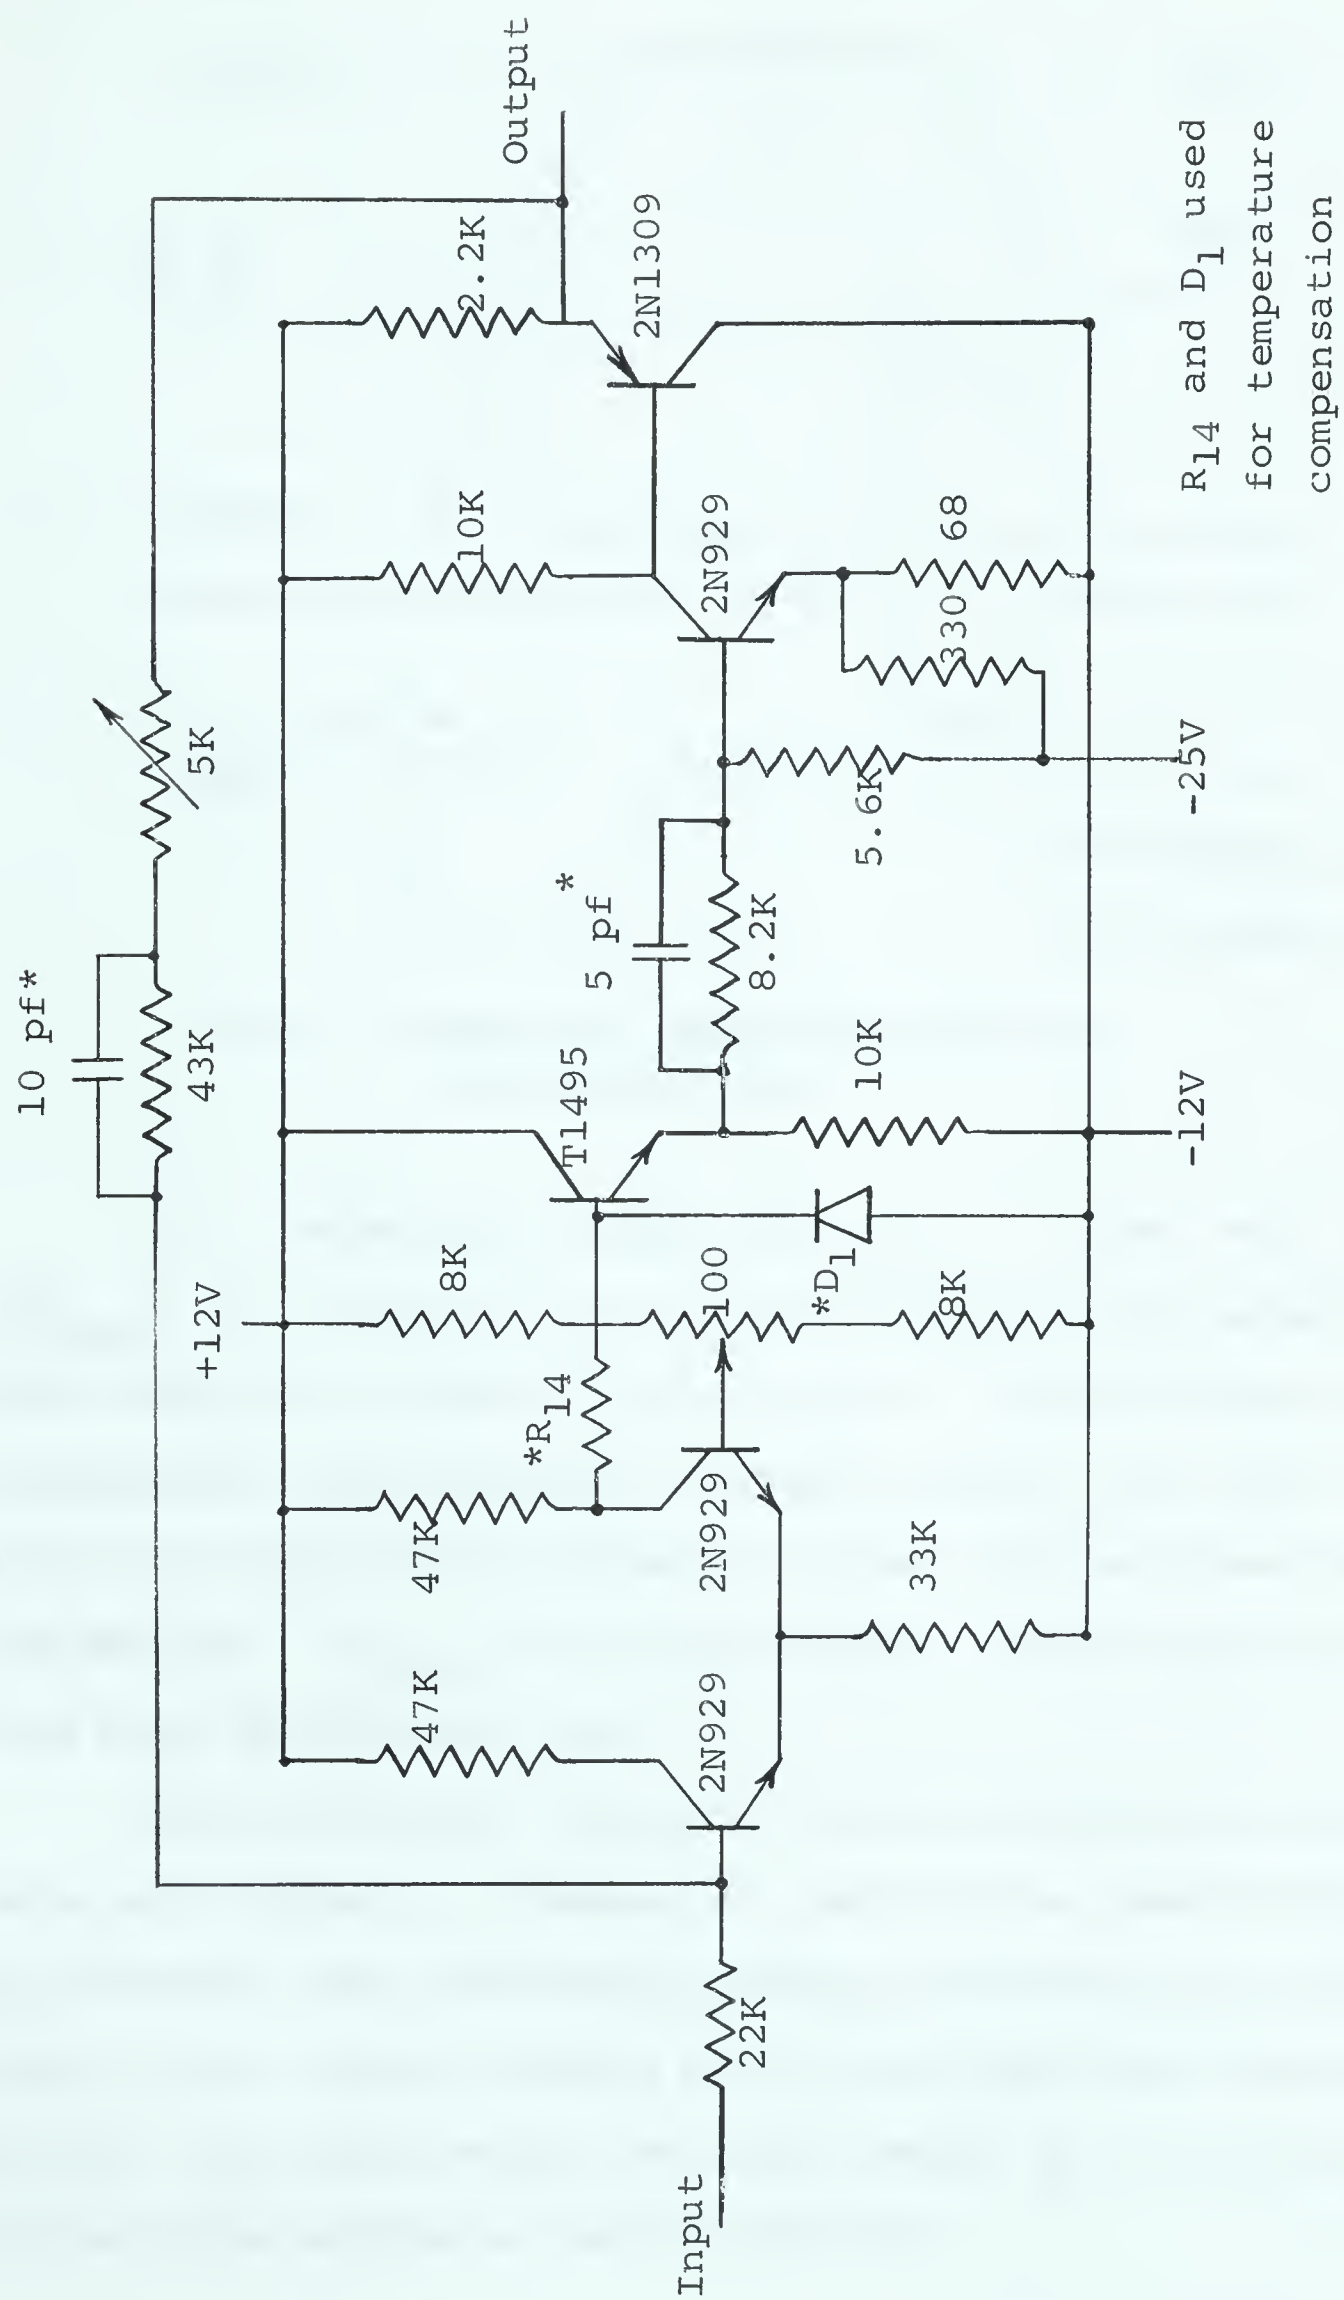 10 pf*
43K
5K
+12V
47K
47K
8K
10K
2.2K
Output
*R14
T1495
5 pf*
8.2K
2N929
2N1309
Input
22K
2N929
2N929
100
*D1
8K
33K
10K
5.6K
330
68
-12V
-25V
R14 and D1 used
for temperature
compensation